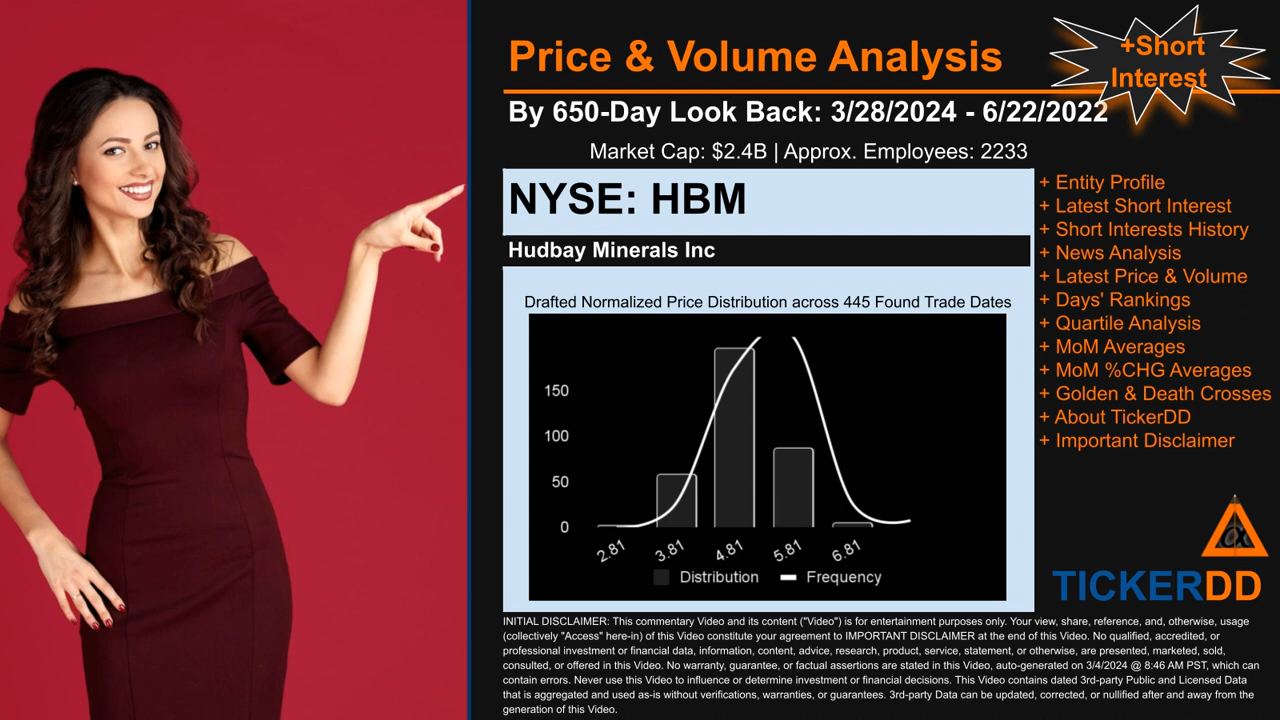 Price & Volume Analysis
+Short
Interest
By 650-Day Look Back: 3/28/2024 - 6/22/2022
Market Cap: $2.4B | Approx. Employees: 2233
NYSE: HBM
Hudbay Minerals Inc
Drafted Normalized Price Distribution across 445 Found Trade Dates
150
100
50
0
2.81
3.81
4.81
5.81
6.81
Distribution
Frequency
+ Entity Profile
+ Latest Short Interest
+ Short Interests History
+ News Analysis
+ Latest Price & Volume
+ Days' Rankings
+ Quartile Analysis
+ MoM Averages
+ MoM %CHG Averages
+ Golden & Death Crosses
+ About TickerDD
+ Important Disclaimer
TICKERDD
INITIAL DISCLAIMER: This commentary Video and its content ("Video") is for entertainment purposes only. Your view, share, reference, and, otherwise, usage
(collectively "Access" here-in) of this Video constitute your agreement to IMPORTANT DISCLAIMER at the end of this Video. No qualified, accredited, or
professional investment or financial data, information, content, advice, research, product, service, statement, or otherwise, are presented, marketed, sold,
consulted, or offered in this Video. No warranty, guarantee, or factual assertions are stated in this Video, auto-generated on 3/4/2024 @ 8:46 AM PST, which can
contain errors. Never use this Video to influence or determine investment or financial decisions. This Video contains dated 3rd-party Public and Licensed Data
that is aggregated and used as-is without verifications, warranties, or guarantees. 3rd-party Data can be updated, corrected, or nullified after and away from the
generation of this Video.